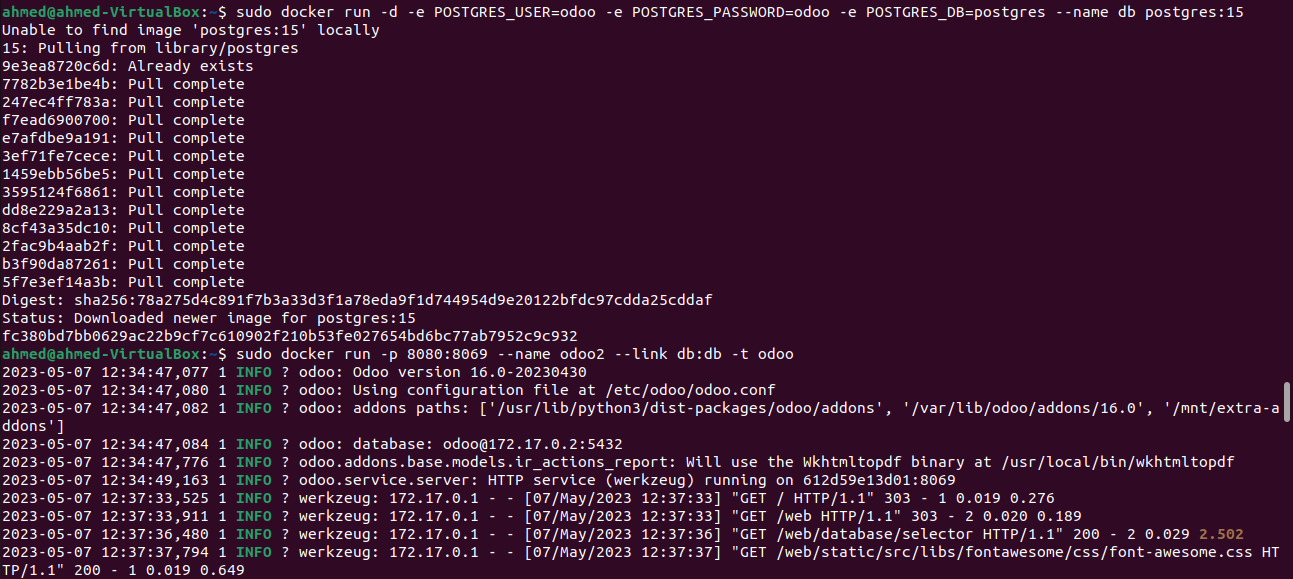 ahmed@ahmed-VirtualBox:~$ sudo docker run -d -e POSTGRES_USER=odoo -e POSTGRES_PASSWORD=odoo -e POSTGRES_DB=postgres --name db postgres:15
Unable to find image 'postgres:15' locally
15: Pulling from library/postgres
9e3ea8720c6d: Already exists
7782b3e1be4b: Pull complete
247ec4ff783a: Pull complete
f7ead6900700: Pull complete
e7afdbe9a191: Pull complete
3ef71fe7cece: Pull complete
1459ebb56be5: Pull complete
3595124f6861: Pull complete
dd8e229a2a13: Pull complete
8cf43a35dc10: Pull complete
2fac9b4aab2f: Pull complete
b3f90da87261: Pull complete
5f7e3ef14a3b: Pull complete
Digest: sha256:78a275d4c891f7b3a33d3f1a78eda9f1d744954d9e20122bfdc97cdda25cddaf
Status: Downloaded newer image for postgres:15
fc380bd7bb0629ac22b9cf7c610902f210b53fe027654bd6bc77ab7952c9c932
ahmed@ahmed-VirtualBox:~$ sudo docker run -p 8080:8069 --name odoo2 --link db:db -t odoo
2023-05-07 12:34:47,077 1 INFO ? odoo: Odoo version 16.0-20230430
2023-05-07 12:34:47,080 1 INFO ? odoo: Using configuration file at /etc/odoo/odoo.conf
2023-05-07 12:34:47,082 1 INFO ? odoo: addons paths: ['/usr/lib/python3/dist-packages/odoo/addons', '/var/lib/odoo/addons/16.0', '/mnt/extra-a
ddons']
2023-05-07 12:34:47,084 1 INFO ? odoo: database: odoo@172.17.0.2:5432
2023-05-07 12:34:47,776 1 INFO ? odoo.addons.base.models.ir_actions_report: Will use the Wkhtmltopdf binary at /usr/local/bin/wkhtmltopdf
2023-05-07 12:34:49,163 1 INFO ? odoo.service.server: HTTP service (werkzeug) running on 612d59e13d01:8069
2023-05-07 12:37:33,525 1 INFO ? werkzeug: 172.17.0.1 - - [07/May/2023 12:37:33] "GET / HTTP/1.1" 303 - 1 0.019 0.276
2023-05-07 12:37:33,911 1 INFO ? werkzeug: 172.17.0.1 - - [07/May/2023 12:37:33] "GET /web HTTP/1.1" 303 - 2 0.020 0.189
2023-05-07 12:37:36,480 1 INFO ? werkzeug: 172.17.0.1 - - [07/May/2023 12:37:36] "GET /web/database/selector HTTP/1.1" 200 - 2 0.029 2.502
2023-05-07 12:37:37,794 1 INFO ? werkzeug: 172.17.0.1 - - [07/May/2023 12:37:37] "GET /web/static/src/libs/fontawesome/css/font-awesome.css HT
TP/1.1" 200 - 1 0.019 0.649